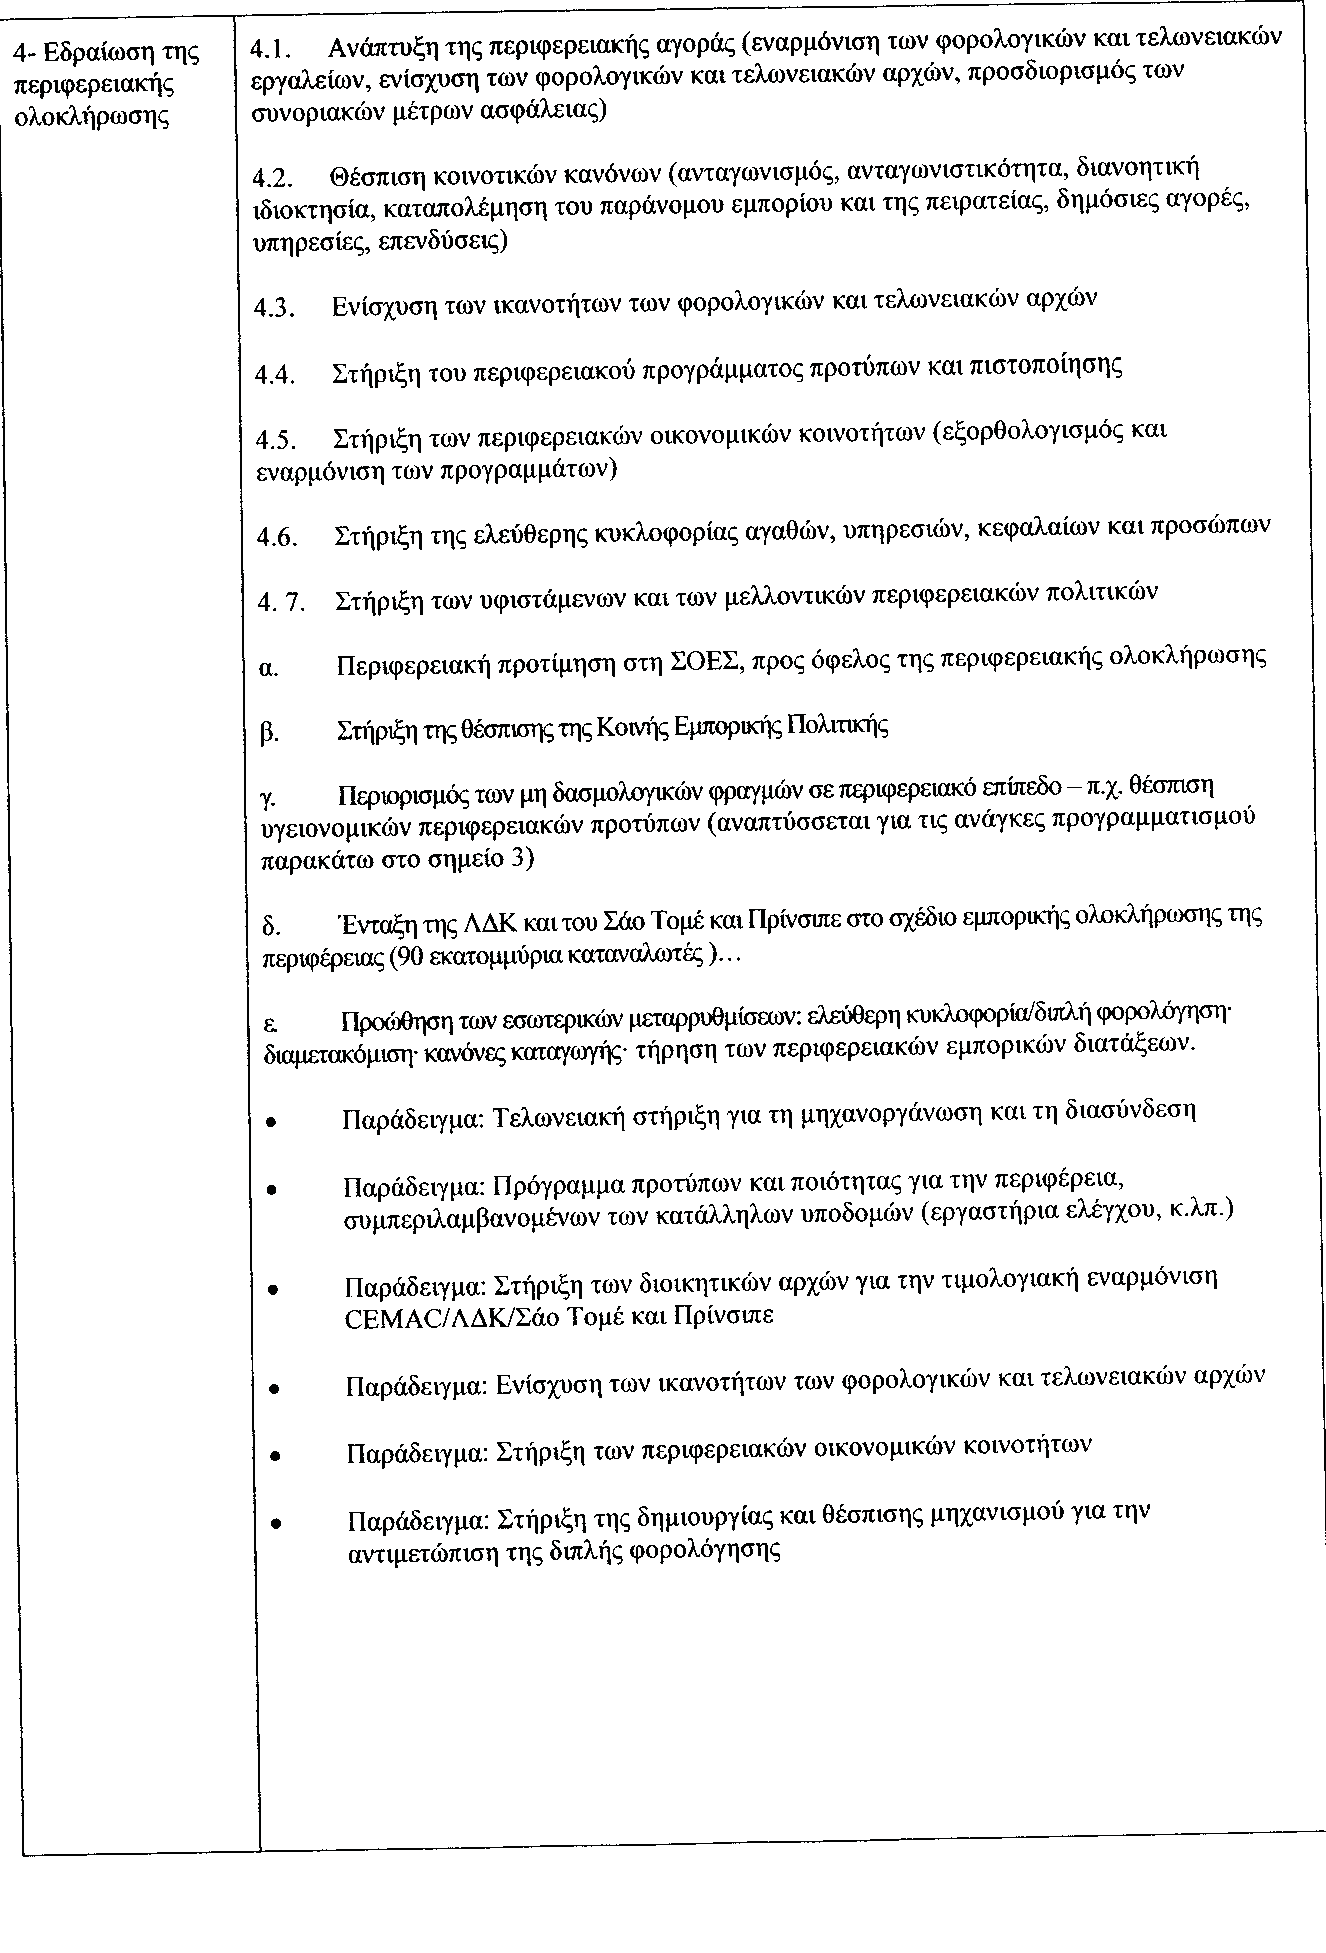 4- Εδραίωση της
περιφερειακής
ολοκλήρωσης
4.1. Ανάπτυξη της περιφερειακής αγοράς (εναρμόνιση των φορολογικών και τελωνειακών
εργαλείων, ενίσχυση των φορολογικών και τελωνειακών αρχών, προσδιορισμός των
συνοριακών μέτρων ασφάλειας)
4.2. Θέσπιση κοινοτικών κανόνων (ανταγωνισμός, ανταγωνιστικότητα, διανοητική
ιδιοκτησία, καταπολέμηση του παράνομου εμπορίου και της πειρατείας, δημόσιες αγορές,
υπηρεσίες, επενδύσεις)
4.3. Ενίσχυση των ικανοτήτων των φορολογικών και τελωνειακών αρχών
4.4. Στήριξη του περιφερειακού προγράμματος προτύπων και πιστοποίησης
4.5. Στήριξη των περιφερειακών οικονομικών κοινοτήτων (εξορθολογισμός και
εναρμόνιση των προγραμμάτων)
4.6. Στήριξη της ελεύθερης κυκλοφορίας αγαθών, υπηρεσιών, κεφαλαίων και προσώπων
4. 7. Στήριξη των υφιστάμενων και των μελλοντικών περιφερειακών πολιτικών
α. Περιφερειακή προτίμηση στη ΣΟΕΣ, προς όφελος της περιφερειακής ολοκλήρωσης
β. Στήριξη της θέσπισης της Κοινής Εμπορικής Πολιτικής
γ. Περιορισμός των μη δασμολογικών φραγμών σε περιφερειακό επίπεδο – π.χ. θέσπιση
υγειονομικών περιφερειακών προτύπων (αναπτύσσεται για τις ανάγκες προγραμματισμού
παρακάτω στο σημείο 3)
δ. Ένταξη της ΛΔΚ και του Σάο Τομέ και Πρίνσιπε στο σχέδιο εμπορικής ολοκλήρωσης της
περιφέρειας (90 εκατομμύρια καταναλωτές )...
ε. Προώθηση των εσωτερικών μεταρρυθμίσεων: ελεύθερη κυκλοφορία/διπλή φορολόγηση·
διαμετακόμιση· κανόνες καταγωγής· τήρηση των περιφερειακών εμπορικών διατάξεων.
• Παράδειγμα: Τελωνειακή στήριξη για τη μηχανοργάνωση και τη διασύνδεση
• Παράδειγμα: Πρόγραμμα προτύπων και ποιότητας για την περιφέρεια,
συμπεριλαμβανομένων των κατάλληλων υποδομών (εργαστήρια ελέγχου, κ.λπ.)
• Παράδειγμα: Στήριξη των διοικητικών αρχών για την τιμολογιακή εναρμόνιση
CEMAC/ΛΔΚ/Σάο Τομέ και Πρίνσιπε
• Παράδειγμα: Ενίσχυση των ικανοτήτων των φορολογικών και τελωνειακών αρχών
• Παράδειγμα: Στήριξη των περιφερειακών οικονομικών κοινοτήτων
• Παράδειγμα: Στήριξη της δημιουργίας και θέσπισης μηχανισμού για την
αντιμετώπιση της διπλής φορολόγησης